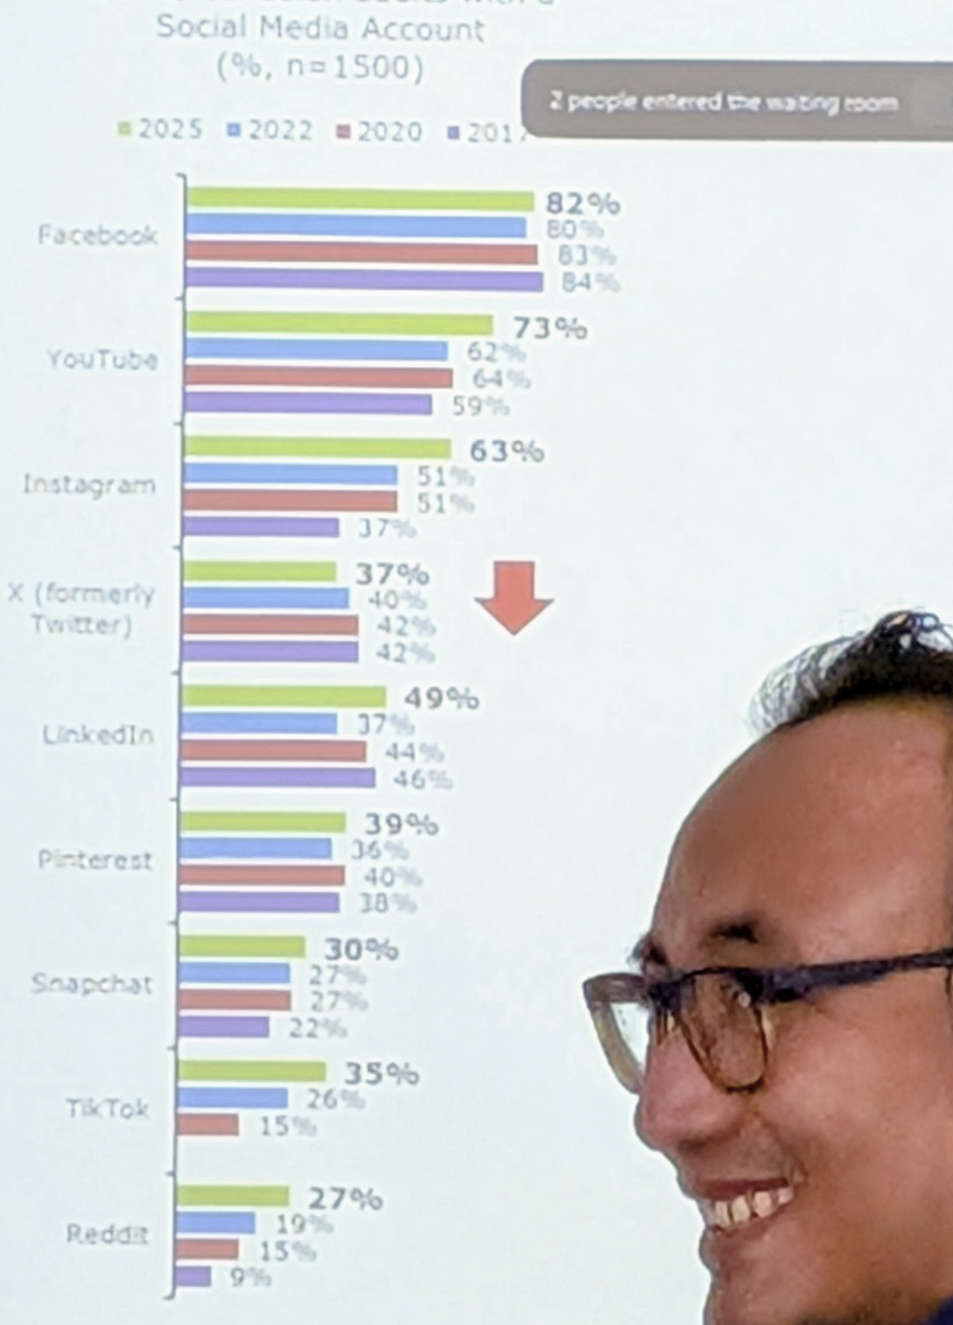 Social Media Account
(%, n=1500)
2 people entered the waiting room
2025 2022 2020 2017
Facebook
82%
80%
83%
84%
YouTube
73%
62%
64%
59%
Instagram
63%
51%
51%
37%
X (formerly
Twitter)
37%
40%
42%
42%
LinkedIn
49%
37%
44%
46%
Pinterest
39%
36%
40%
38%
Snapchat
30%
27%
27%
22%
TikTok
35%
26%
15%
Reddit
27%
19%
15%
9%